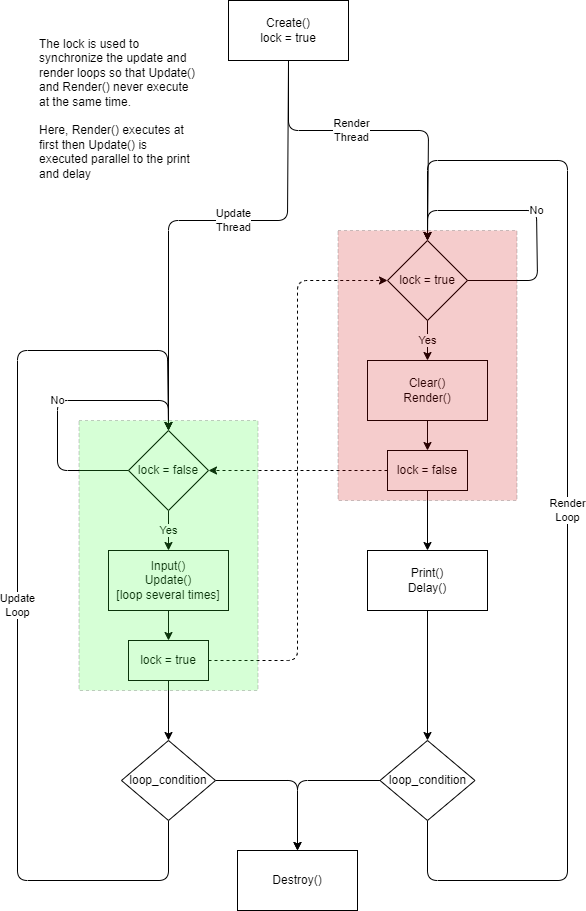 Create()
lock = true
The lock is used to
synchronize the update and
render loops so that Update()
and Render() never execute
at the same time.
Here, Render() executes at
first then Update() is
executed parallel to the print
and delay
Render
Thread
Update
Thread
No
lock = true
Yes
Clear()
Render()
lock = false
No
lock = false
Yes
Input()
Update()
[loop several times]
lock = true
Print()
Delay()
Render
Loop
Update
Loop
loop_condition
loop_condition
Destroy()